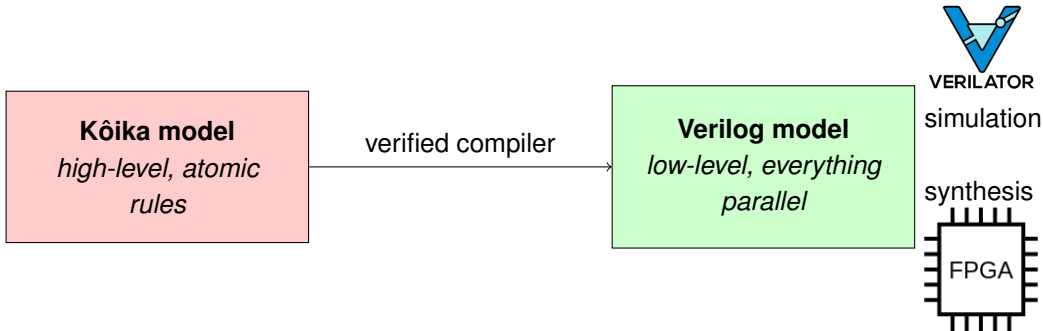 Kôika model
high-level, atomic
rules
verified compiler
Verilog model
low-level, everything
parallel
VERILATOR
simulation
synthesis
FPGA